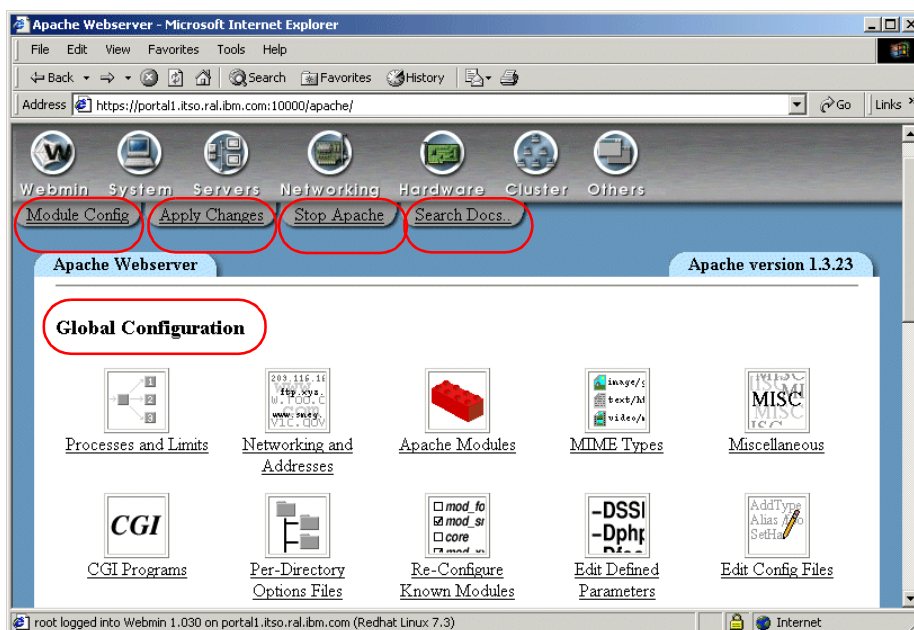 Apache Webserver - Microsoft Internet Explorer
File Edit View Favorites Tools Help
Back Search Favorites History
Address https://portal1.itso.ral.ibm.com:10000/apache/ Go Links
Webmin System Servers Networking Hardware Cluster Others
Module Config Apply Changes Stop Apache Search Docs..
Apache Webserver Apache version 1.3.23
Global Configuration
Processes and Limits
Networking and
Addresses
Apache Modules
MIME Types
MISC
Miscellaneous
CGI
CGI Programs
Per-Directory
Options Files
core
Re-Configure
Known Modules
Edit Defined
Parameters
AddType
Alias
Edit Config Files
root logged into Webmin 1.030 on portal1.itso.ral.ibm.com (Redhat Linux 7.3) Internet